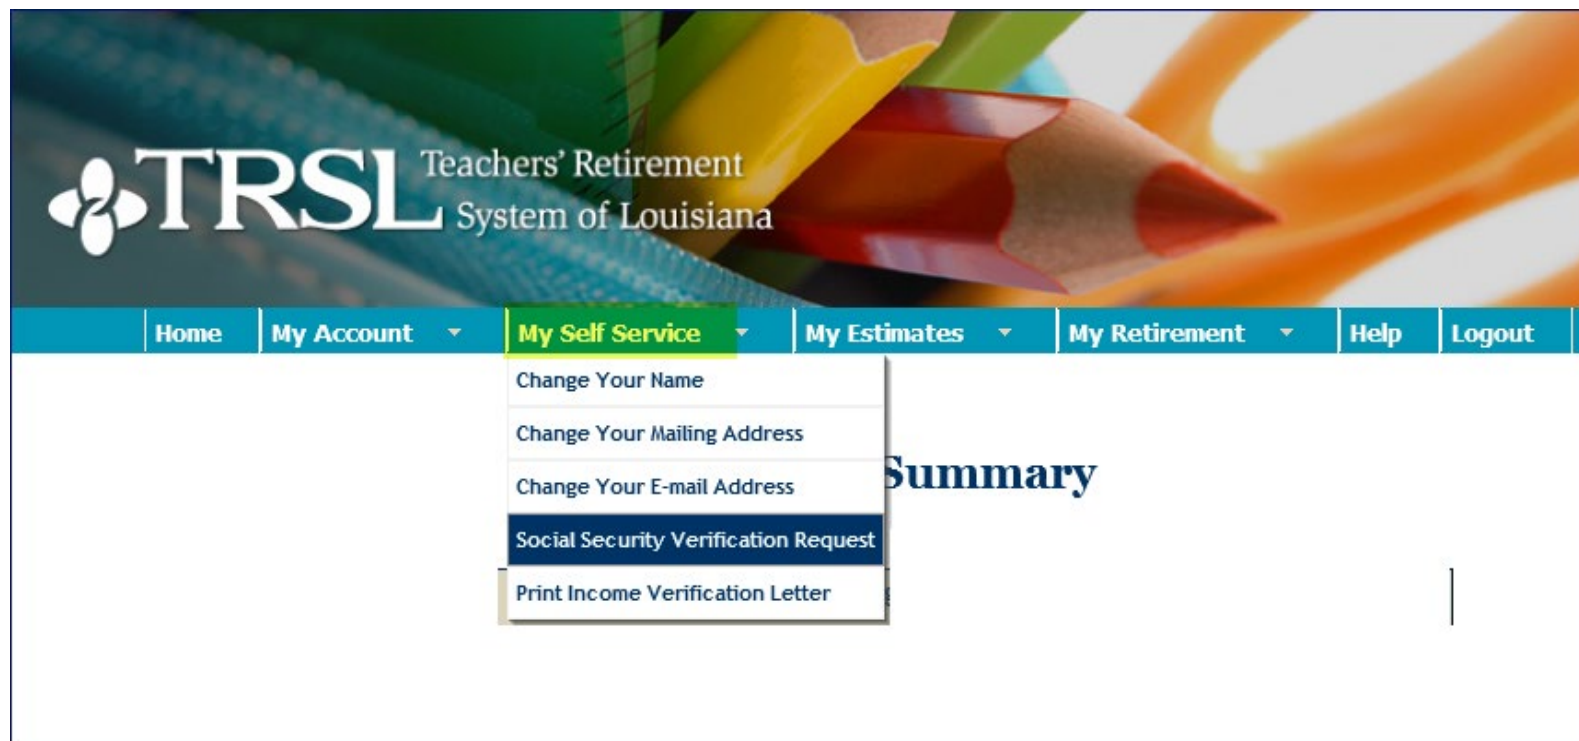 TRSL Teachers' Retirement
System of Louisiana
Home My Account My Self Service My Estimates My Retirement Help Logout
Change Your Name
Change Your Mailing Address
Summary
Change Your E-mail Address
Social Security Verification Request
Print Income Verification Letter